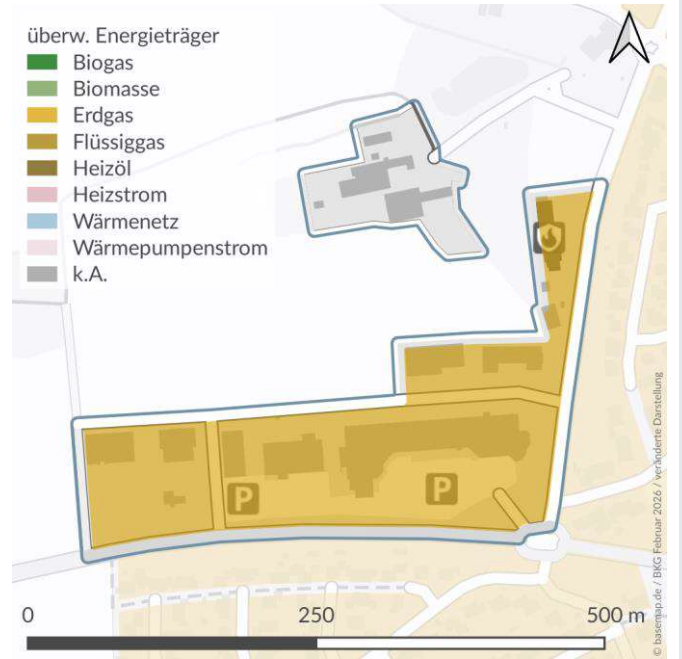 überw. Energieträger
Biogas
Biomasse
Erdgas
Flüssiggas
Heizöl
Heizstrom
Wärmenetz
Wärmepumpenstrom
k.A.
P
P
0 250 500 m
© basemap.de / BKG Februar 2026 / veränderte Darstellung